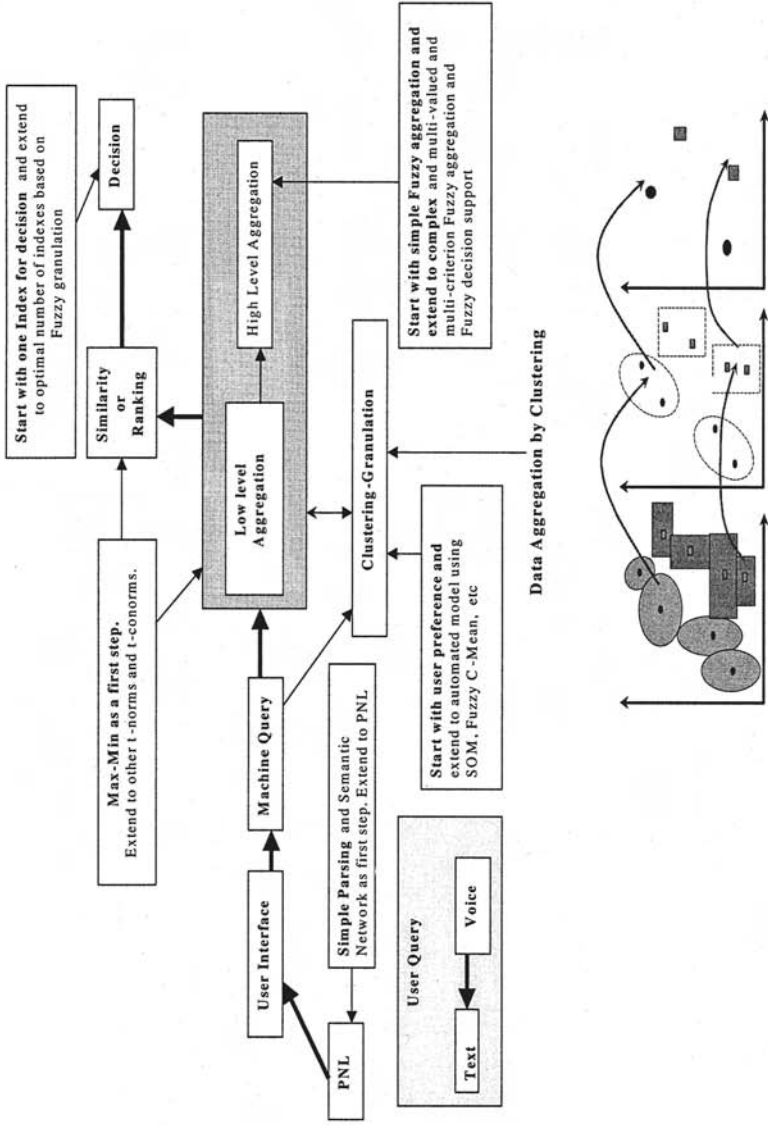 Start with one Index for decision and extend
to optimal number of indexes based on
Fuzzy granulation
Decision
Similarity
or
Ranking
Max-Min as a first step.
Extend to other t-norms and t-conorms.
High Level Aggregation
Low level
Aggregation
Machine Query
User Interface
PNL
Simple Parsing and Semantic
Network as first step. Extend to PNL
Clustering-Granulation
Start with simple Fuzzy aggregation and
extend to complex and multi-valued and
multi-criterion Fuzzy aggregation and
Fuzzy decision support
Start with user preference and
extend to automated model using
SOM, Fuzzy C-Mean, etc
User Query
Text
Voice
Data Aggregation by Clustering